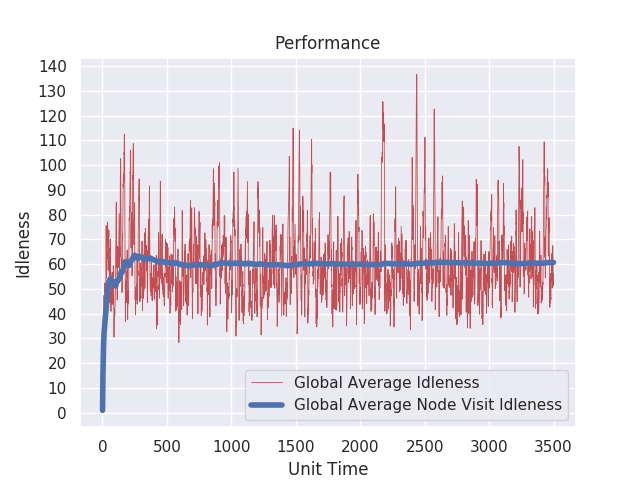 Performance
140
130
120
110
100
90
80
70
60
50
40
30
20
10
0
Idleness
Global Average Idleness
Global Average Node Visit Idleness
0 500 1000 1500 2000 2500 3000 3500
Unit Time